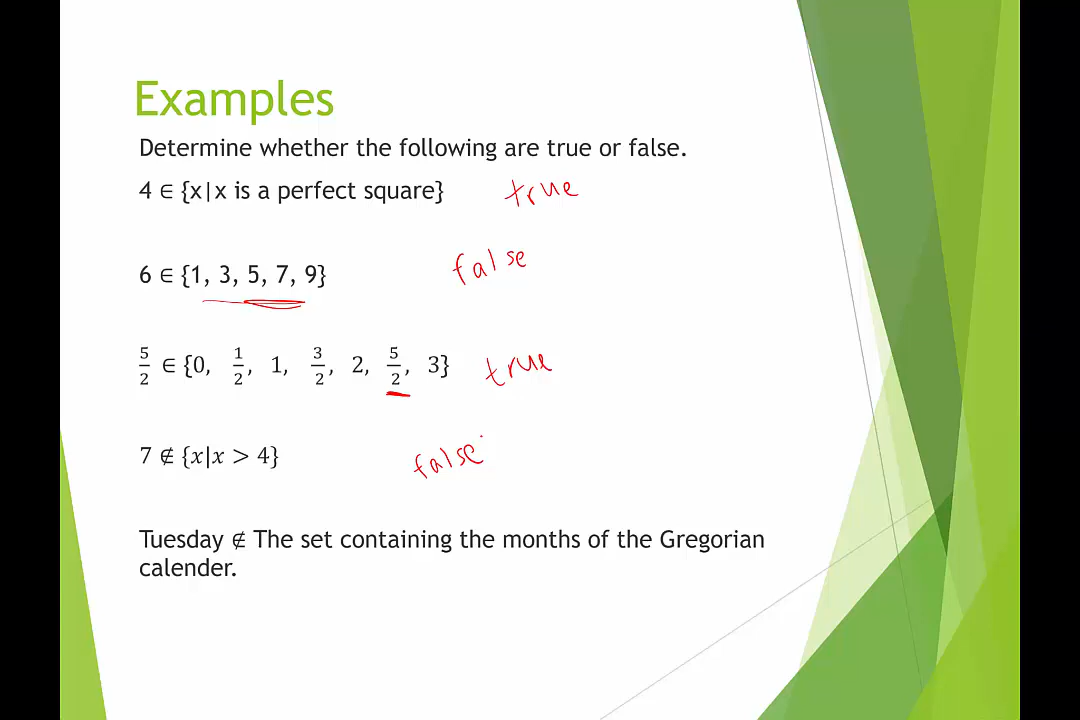 Examples
Determine whether the following are true or false.
4 ∈ {x|x is a perfect square} true
6 ∈ {1, 3, 5, 7, 9} false
5/2 ∈ {0, 1/2, 1, 3/2, 2, 5/2, 3} true
7 ∉ {x|x > 4} false
Tuesday ∉ The set containing the months of the Gregorian
calender.